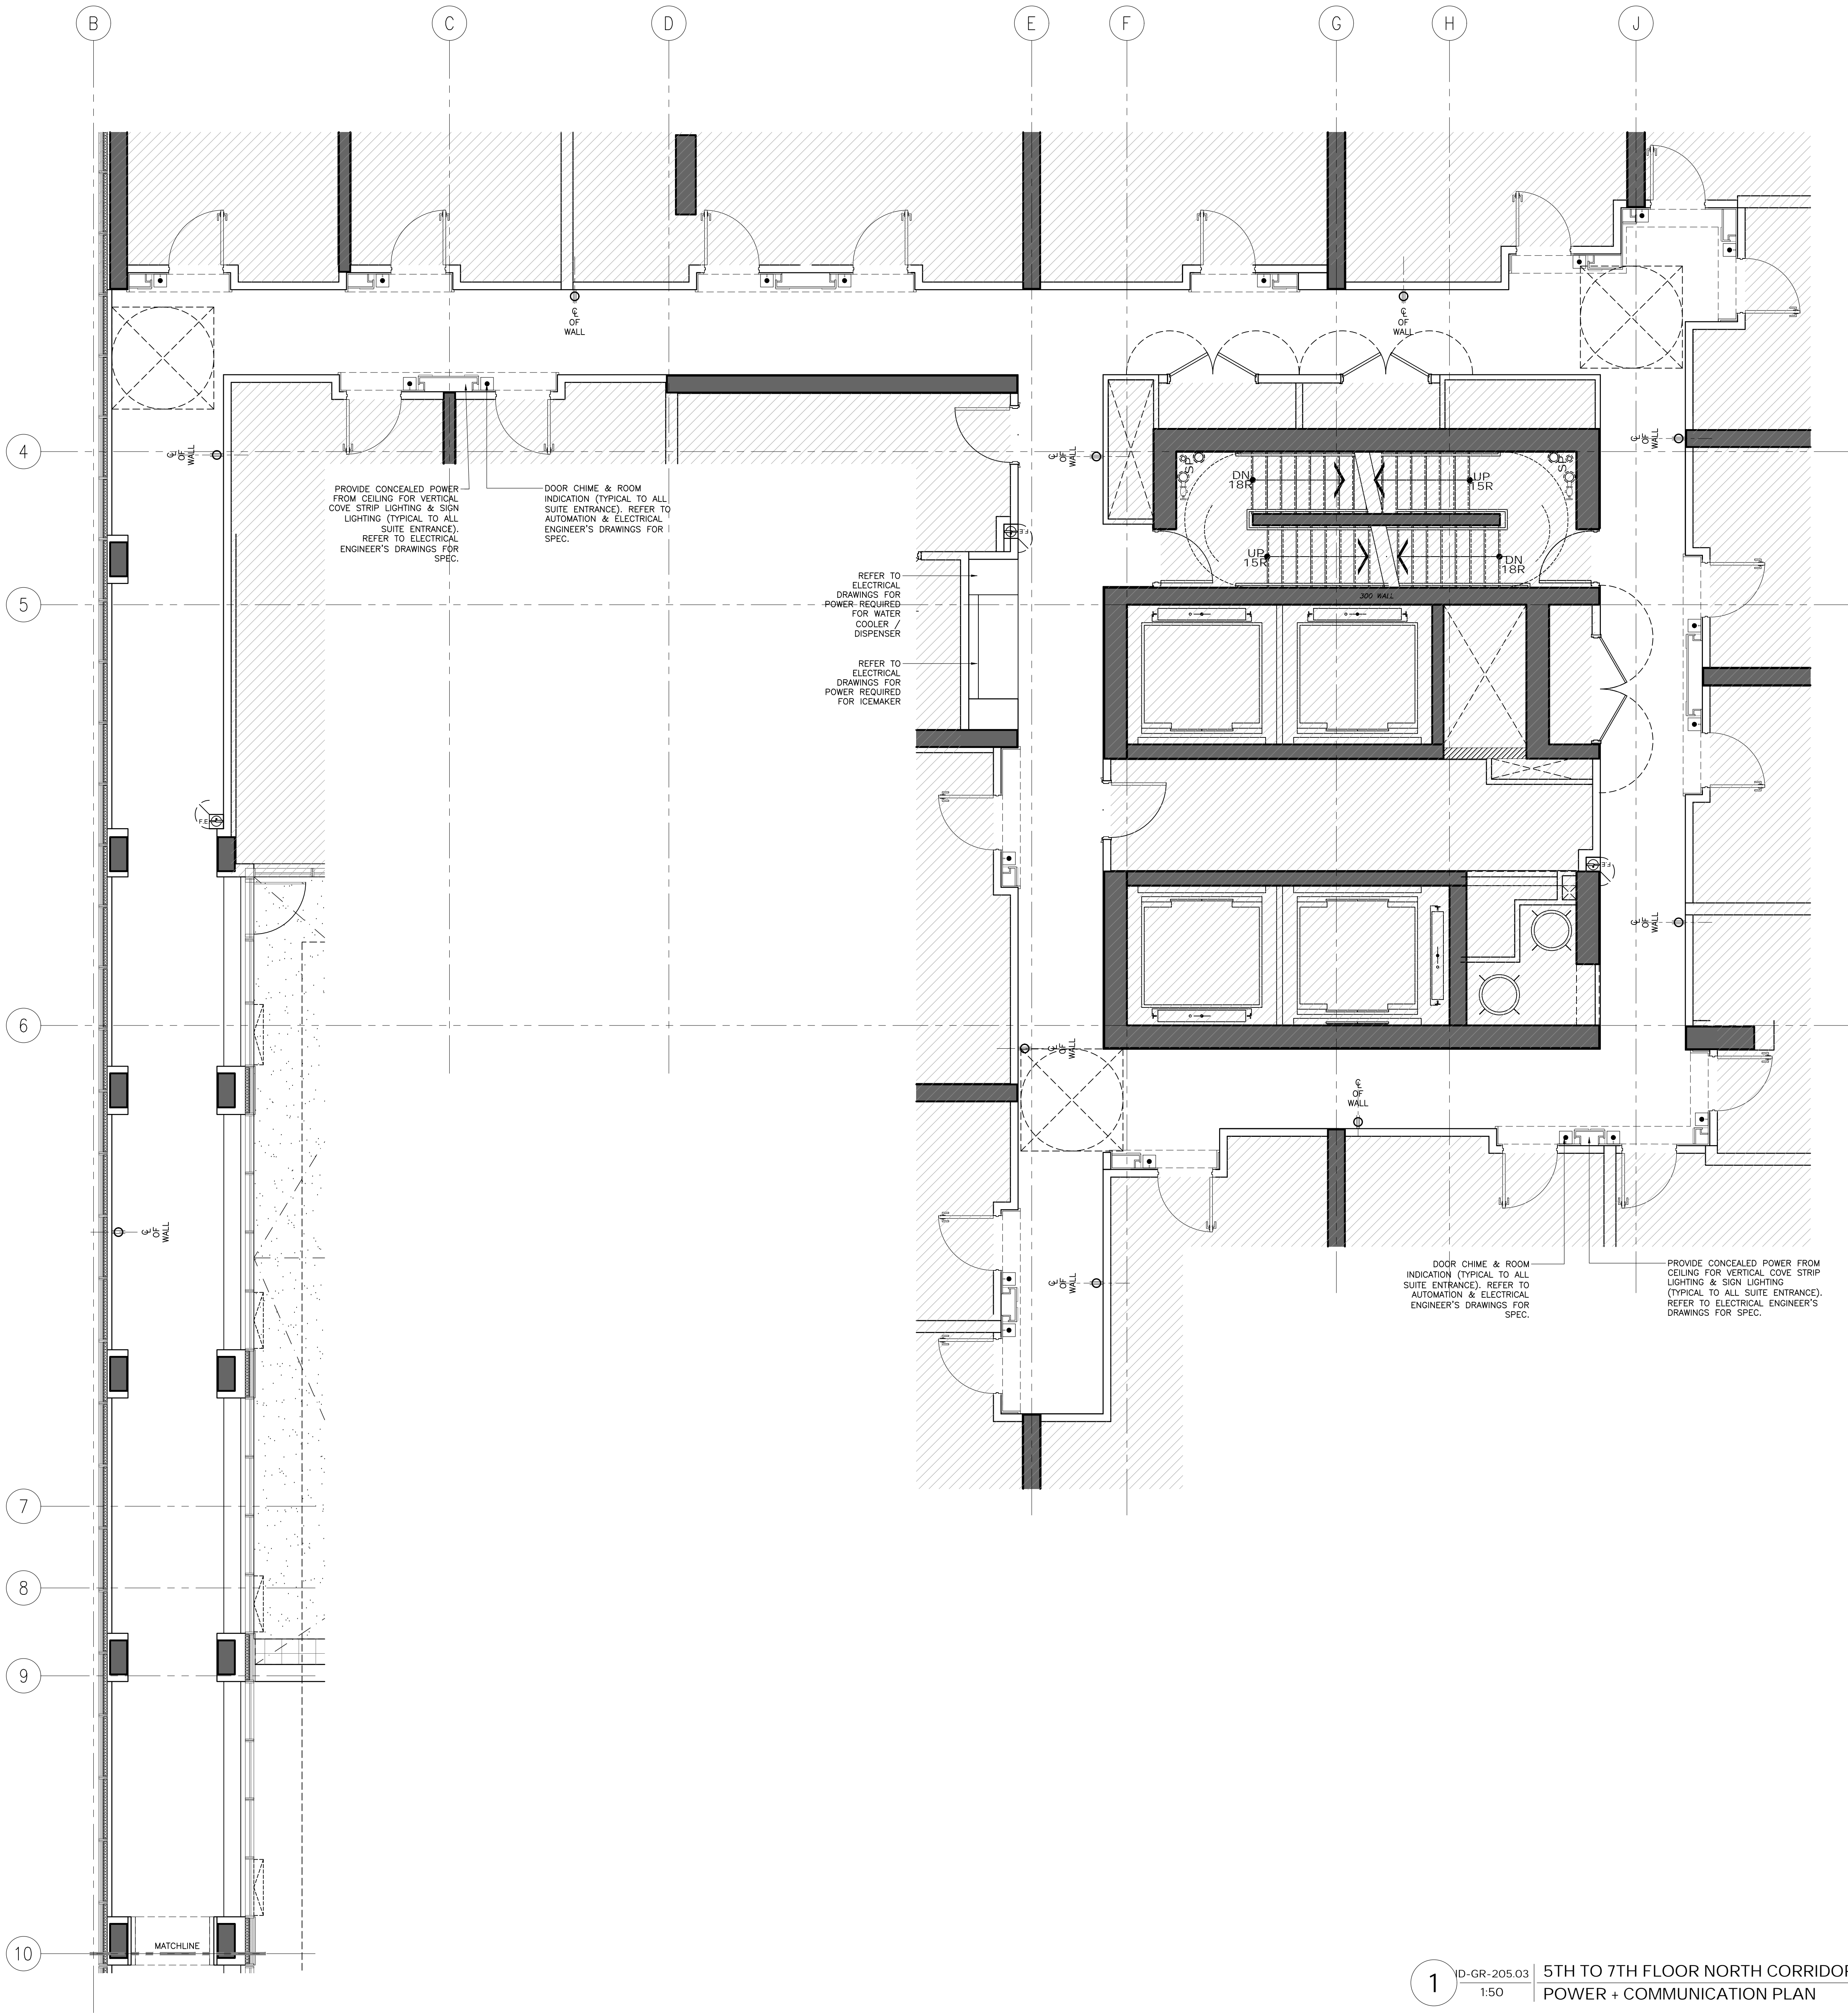 B
C
D
E
F
G
H
J
℄
OF
WALL
℄
OF
WALL
4
℄
OF
WALL
℄
OF
WALL
℄
OF
WALL
SP
SP
DN
18R
UP
15R
UP
15R
DN
18R
PROVIDE CONCEALED POWER
FROM CEILING FOR VERTICAL
COVE STRIP LIGHTING & SIGN
LIGHTING (TYPICAL TO ALL
SUITE ENTRANCE).
REFER TO ELECTRICAL
ENGINEER'S DRAWINGS FOR
SPEC.
DOOR CHIME & ROOM
INDICATION (TYPICAL TO ALL
SUITE ENTRANCE). REFER TO
AUTOMATION & ELECTRICAL
ENGINEER'S DRAWINGS FOR
SPEC.
F.E
REFER TO
ELECTRICAL
DRAWINGS FOR
POWER REQUIRED
FOR WATER
COOLER /
DISPENSER
300 WALL
5
REFER TO
ELECTRICAL
DRAWINGS FOR
POWER REQUIRED
FOR ICEMAKER
F.E
F.E
℄
OF
WALL
6
℄
OF
WALL
℄
OF
WALL
℄
OF
WALL
℄
OF
WALL
DOOR CHIME & ROOM
INDICATION (TYPICAL TO ALL
SUITE ENTRANCE). REFER TO
AUTOMATION & ELECTRICAL
ENGINEER'S DRAWINGS FOR
SPEC.
PROVIDE CONCEALED POWER FROM
CEILING FOR VERTICAL COVE STRIP
LIGHTING & SIGN LIGHTING
(TYPICAL TO ALL SUITE ENTRANCE).
REFER TO ELECTRICAL ENGINEER'S
DRAWINGS FOR SPEC.
7
8
9
10
MATCHLINE
1
ID-GR-205.03
1:50
5TH TO 7TH FLOOR NORTH CORRIDOR
POWER + COMMUNICATION PLAN